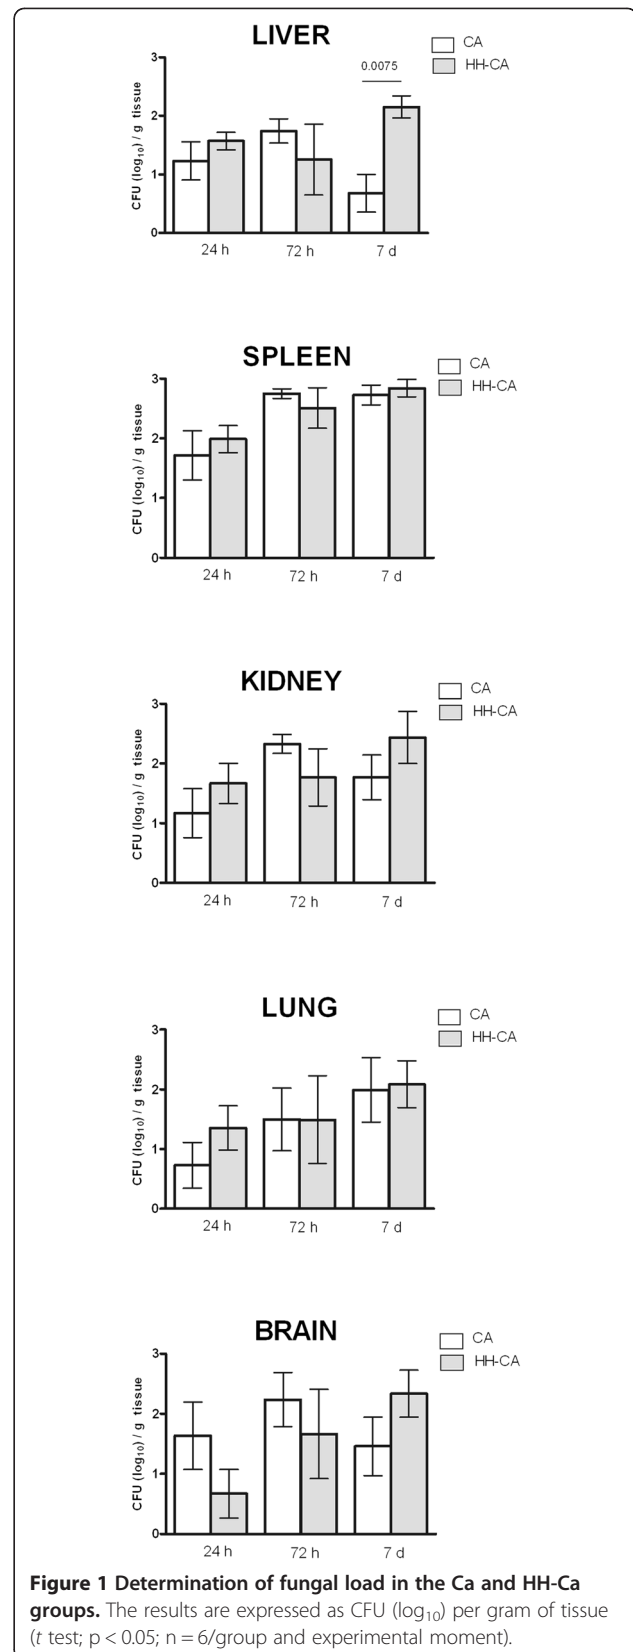 LIVER
CA
HH-CA
0.0075
CFU (log10) / g tissue
3
2
1
0
24 h 72 h 7 d
SPLEEN
CA
HH-CA
CFU (log10) / g tissue
3
2
1
0
24 h 72 h 7 d
KIDNEY
CA
HH-CA
CFU (log10) / g tissue
3
2
1
0
24 h 72 h 7 d
LUNG
CA
HH-CA
CFU (log10) / g tissue
3
2
1
0
24 h 72 h 7 d
BRAIN
CA
HH-CA
CFU (log10) / g tissue
3
2
1
0
24 h 72 h 7 d
Figure 1 Determination of fungal load in the Ca and HH-Ca
groups. The results are expressed as CFU (log10) per gram of tissue
(t test; p < 0.05; n = 6/group and experimental moment).